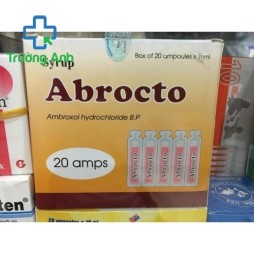 Trường Anh
Syrup
Box of 20 ampoules x 10ml
Abrocto
Ambroxol hydrochloride B.P
20 amps
ten